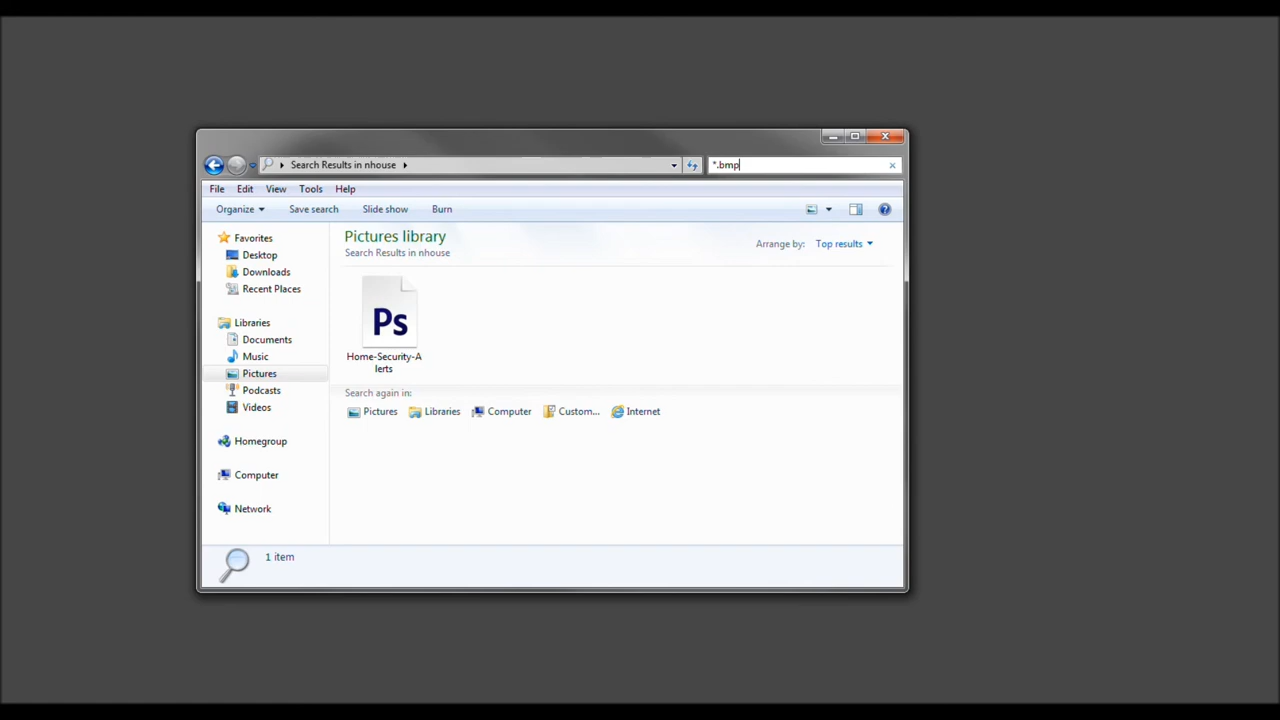 Search Results in nhouse
*.bmp
File Edit View Tools Help
Organize Save search Slide show Burn
Favorites
Desktop
Downloads
Recent Places
Libraries
Documents
Music
Pictures
Podcasts
Videos
Homegroup
Computer
Network
Pictures library
Search Results in nhouse
Arrange by: Top results
Ps
Home-Security-A
lerts
Search again in:
Pictures Libraries Computer Custom... Internet
1 item